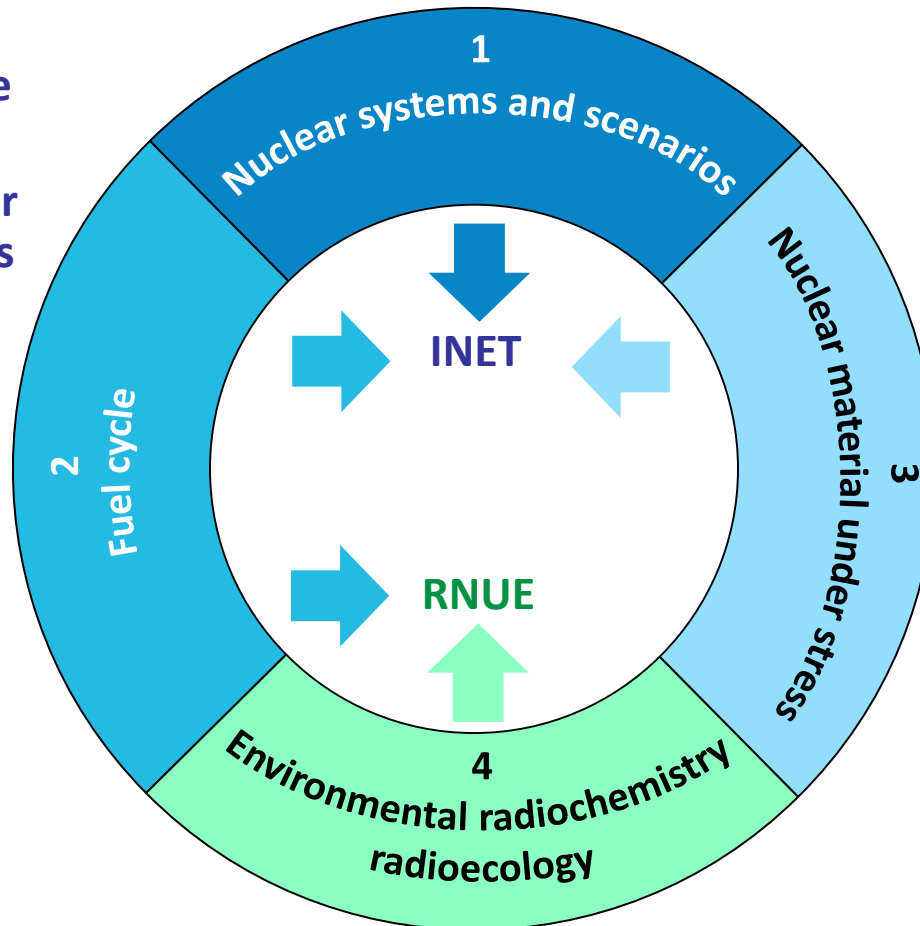 1
Nuclear systems and scenarios
2
Fuel cycle
INET
3
Nuclear material under stress
RNUE
4
Environmental radiochemistry
radioecology